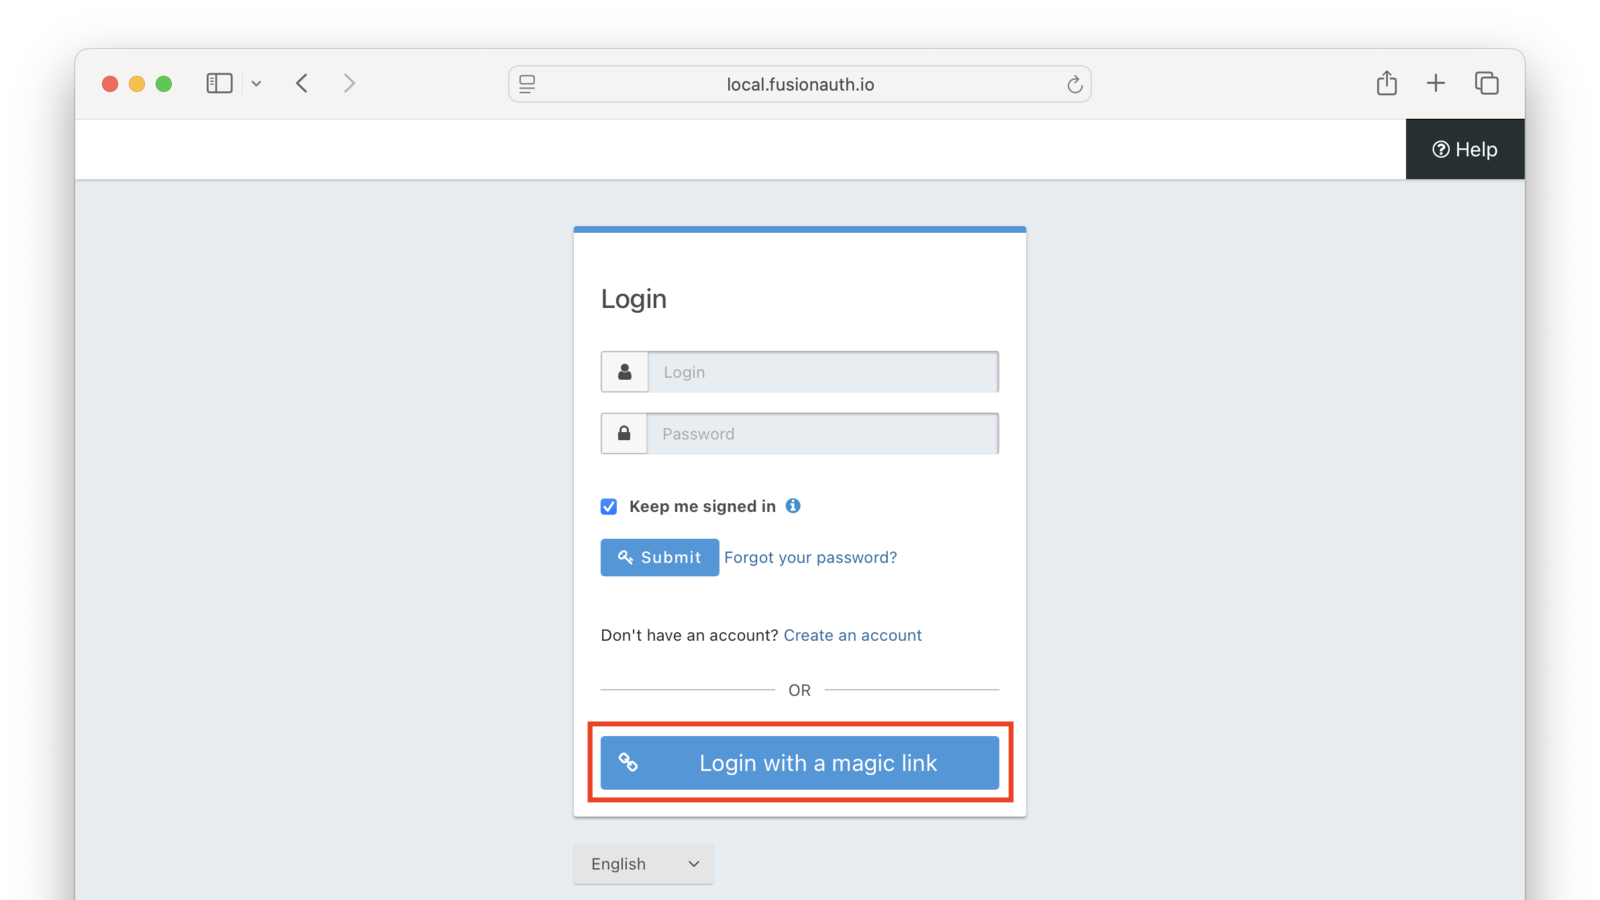 local.fusionauth.io
Help
Login
Login
Password
Keep me signed in
Submit Forgot your password?
Don't have an account? Create an account
OR
Login with a magic link
English